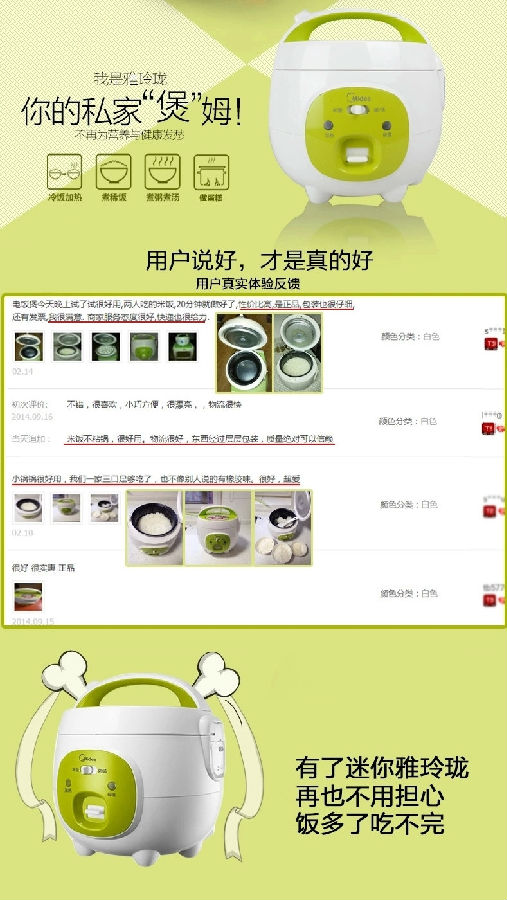 我是雅玲珑
你的私家“煲”姆!
不再为营养与健康发愁
冷饭加热 煮稀饭 煮粥煮汤 做蛋糕
Midea
用户说好，才是真的好
用户真实体验反馈
电饭煲今天晚上试了试很好用,两人吃的米饭,20分钟就做好了,性价比高,是正品,包装也很仔细,
还有发票,我很满意. 商家服务态度很好,快递也很给力.
颜色分类：白色
02.14
初次评价： 不错，很喜欢，小巧方便，很漂亮，，物流很快
2014.09.16
颜色分类：白色
当天追加： 米饭不粘锅，很好用。物流很好，东西经过层层包装，质量绝对可以信赖
小锅锅很好用，我们一家三口足够吃了，也不像别人说的有橡胶味。很好，超爱
颜色分类：白色
02.10
很好 很实惠 正品
颜色分类：白色
2014.09.15
Midea
有了迷你雅玲珑
再也不用担心
饭多了吃不完